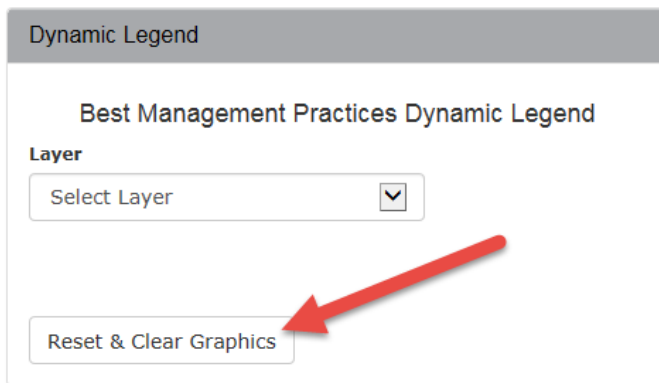 Dynamic Legend
Best Management Practices Dynamic Legend
Layer
Select Layer
Reset & Clear Graphics